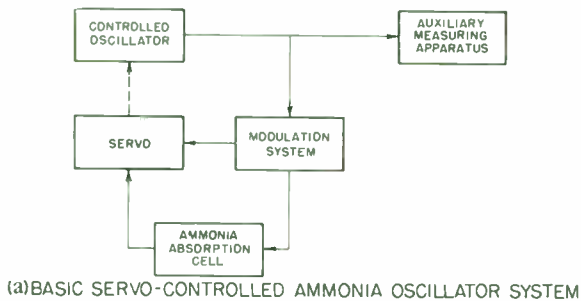 CONTROLLED
OSCILLATOR
AUXILIARY
MEASURING
APPARATUS
SERVO
MODULATION
SYSTEM
AMMONIA
ABSORPTION
CELL
(a)BASIC SERVO-CONTROLLED AMMONIA OSCILLATOR SYSTEM